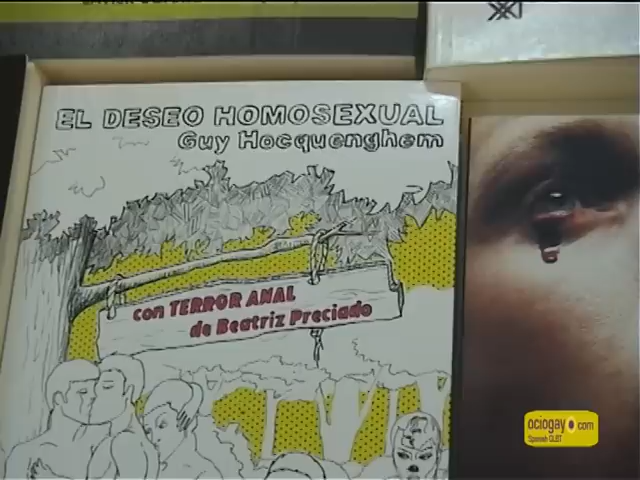 EL DESEO HOMOSEXUAL
Guy Hocquenghem
con TERROR ANAL
de Beatriz Preciado
ociogay.com
Spanish GLBT